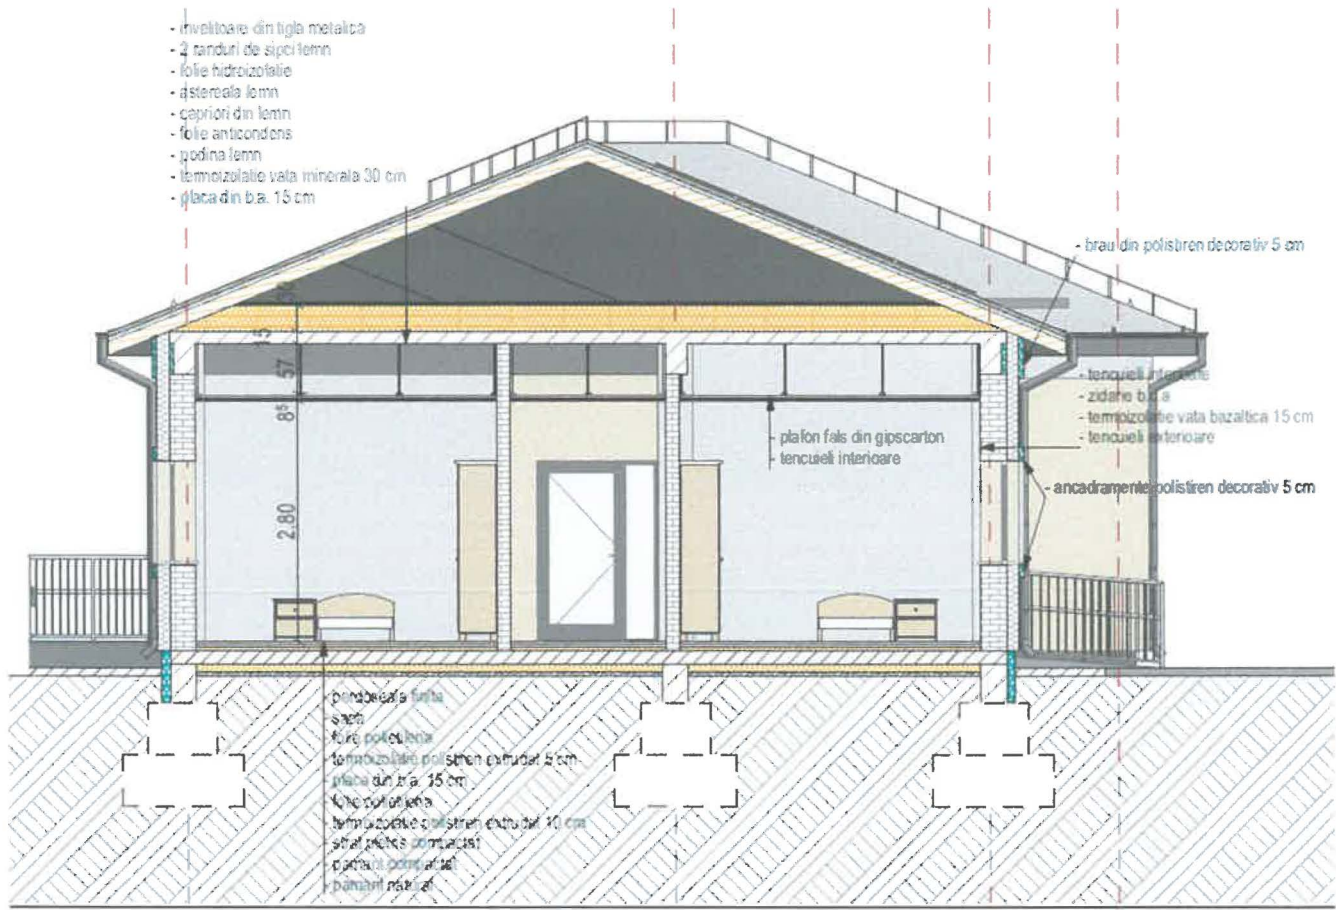 - invelitoare din tigla metalica
- 2 randuri de sipci lemn
- folie hidroizolatie
- astereala lemn
- capriori din lemn
- folie anticondens
- podina lemn
- termoizolatie vata minerala 30 cm
- placa din b.a. 15 cm
- brau din polistiren decorativ 5 cm
30
15
57
8⁵
2.80
- tencuieli interioare
- zidarie b.c.a
- termoizolatie vata bazaltica 15 cm
- tencuieli exterioare
- plafon fals din gipscarton
- tencuieli interioare
- ancadramente polistiren decorativ 5 cm
- pardoseala finita
- sapa
- folie polietilena
- termoizolatie polistiren extrudat 5 cm
- placa din b.a. 15 cm
- folie polietilena
- termoizolatie polistiren extrudat 10 cm
- strat pietris compactat
- pamant compactat
- pamant natural